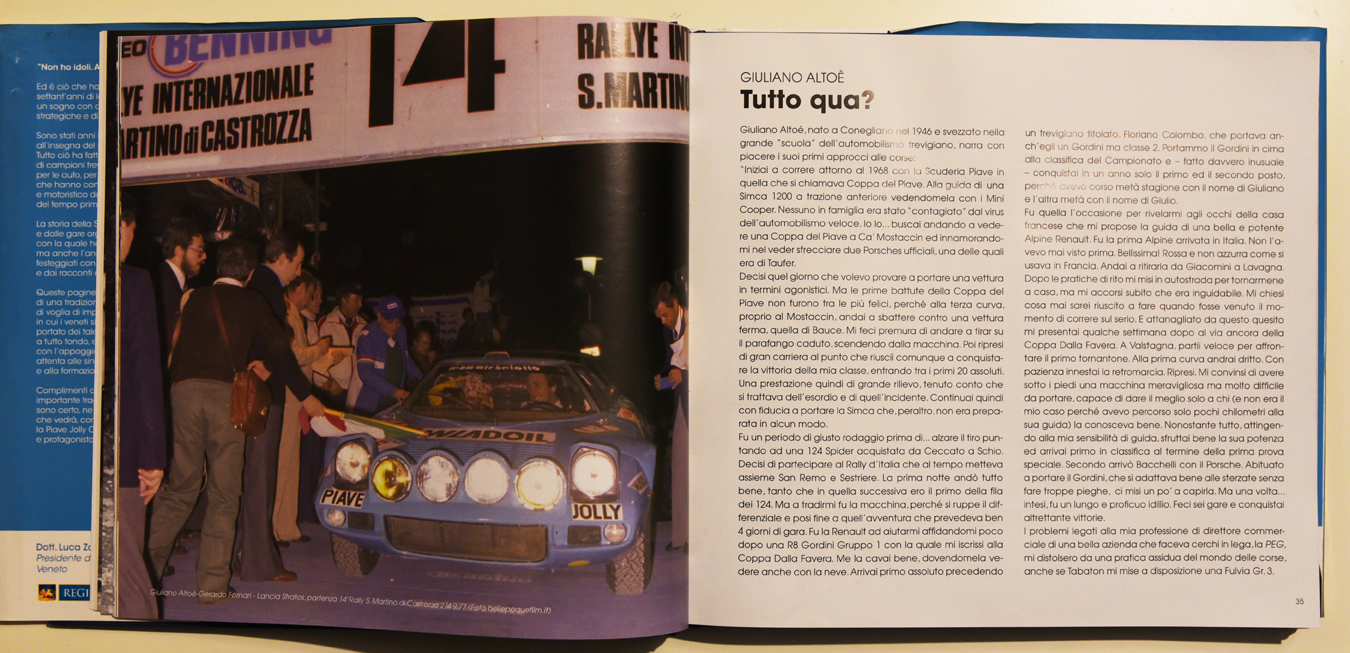 "Non ho idoli. A
Ed è ciò che ha
settant'anni di
un sogno con
strategiche e di
Sono stati anni
all'insegna del
Tutto ciò ha
di campioni
per le auto, per
che hanno con
e motoristico
del tempo
La storia della S
e dalle gare
con la quale
ma anche l'an
festeggiati con
e dai racconti
Queste pagine
di una tradizion
di voglia di imp
in cui i veneti
portato dei
a tutto tondo,
con l'appoggi
attenta alle
e alla formazio
Complimenti
importante
sono certo, ne
che vedrà, con
la Piave Jolly C
e protagonista
Dott. Luca
Presidente
Veneto
REGI
EO BENNING
YE INTERNAZIONALE
ARTINO di CASTROZZA
14
RALLYE INT
S.MARTINO
PIAVE
JOLLY
Giuliano Altoè-Gerardo Fornari - Lancia Stratos, partenza 14°Rally S. Martino di Castrozza
GIULIANO ALTOÈ
Tutto qua?
Giuliano Altoè, nato a Conegliano nel 1946 e svezzato nella
grande "scuola" dell'automobilismo trevigiano, narra con
piacere i suoi primi approcci alle corse:
"Iniziai a correre attorno al 1968 con la Scuderia Piave in
quella che si chiamava Coppa del Piave. Alla guida di una
Simca 1200 a trazione anteriore vedendomela con i Mini
Cooper. Nessuno in famiglia era stato "contagiato" dal virus
dell'automobilismo veloce. Io lo... buscai andando a vede-
re una Coppa del Piave a Ca' Mostaccin ed innamorando-
mi nel veder sfrecciare due Porsches ufficiali, una delle quali
era di Taufer.
Decisi quel giorno che volevo provare a portare una vettura
in termini agonistici. Ma le prime battute della Coppa del
Piave non furono tra le più felici, perché alla terza curva,
proprio al Mostaccin, andai a sbattere contro una vettura
ferma, quella di Bauce. Mi feci premura di andare a tirar su
il parafango caduto, scendendo dalla macchina. Poi ripresi
di gran carriera al punto che riuscii comunque a conquista-
re la vittoria della mia classe, entrando tra i primi 20 assoluti.
Una prestazione quindi di grande rilievo, tenuto conto che
si trattava dell'esordio e di quell'incidente. Continuai quindi
con fiducia a portare la Simca che, peraltro, non era prepa-
rata in alcun modo.
Fu un periodo di giusto rodaggio prima di... alzare il tiro pun-
tando ad una 124 Spider acquistata da Ceccato a Schio.
Decisi di partecipare al Rally d'Italia che al tempo metteva
assieme San Remo e Sestriere. La prima notte andò tutto
bene, tanto che in quella successiva ero il primo della fila
dei 124. Ma a tradirmi fu la macchina, perché si ruppe il dif-
ferenziale e posi fine a quell'avventura che prevedeva ben
4 giorni di gara. Fu la Renault ad aiutarmi affidandomi poco
dopo una R8 Gordini Gruppo 1 con la quale mi iscrissi alla
Coppa Dalla Favera. Me la cavai bene, dovendomela ve-
dere anche con la neve. Arrivai primo assoluto precedendo
un trevigiano titolato, Floriano Colombo, che portava an-
ch'egli un Gordini ma classe 2. Portammo il Gordini in cima
alla classifica del Campionato e – fatto davvero inusuale
– conquistai in un anno solo il primo ed il secondo posto,
perché avevo corso metà stagione con il nome di Giuliano
e l'altra metà con il nome di Giulio.
Fu quella l'occasione per rivelarmi agli occhi della casa
francese che mi propose la guida di una bella e potente
Alpine Renault. Fu la prima Alpine arrivata in Italia. Non l'a-
vevo mai visto prima. Bellissima! Rossa e non azzurra come si
usava in Francia. Andai a ritirarla da Giacomini a Lavagna.
Dopo le pratiche di rito mi misi in autostrada per tornarmene
a casa, ma mi accorsi subito che era inguidabile. Mi chiesi
cosa mai sarei riuscito a fare quando fosse venuto il mo-
mento di correre sul serio. E attanagliato da questo quesito
mi presentai qualche settimana dopo al via ancora della
Coppa Dalla Favera. A Valstagna, partii veloce per affron-
tare il primo tornantone. Alla prima curva andrai dritto. Con
pazienza innestai la retromarcia. Ripresi. Mi convinsi di avere
sotto i piedi una macchina meravigliosa ma molto difficile
da portare, capace di dare il meglio solo a chi (e non era il
mio caso perché avevo percorso solo pochi chilometri alla
sua guida) la conosceva bene. Nonostante tutto, attingen-
do alla mia sensibilità di guida, sfruttai bene la sua potenza
ed arrivai primo in classifica al termine della prima prova
speciale. Secondo arrivò Bacchelli con il Porsche. Abituato
a portare il Gordini, che si adattava bene alle sterzate senza
fare troppe pieghe, ci misi un po' a capirla. Ma una volta...
intesi, fu un lungo e proficuo idillio. Feci sei gare e conquistai
altrettante vittorie.
I problemi legati alla mia professione di direttore commer-
ciale di una bella azienda che faceva cerchi in lega, la PEG,
mi distolsero da una pratica assidua del mondo delle corse,
anche se Tabaton mi mise a disposizione una Fulvia Gr. 3.
35